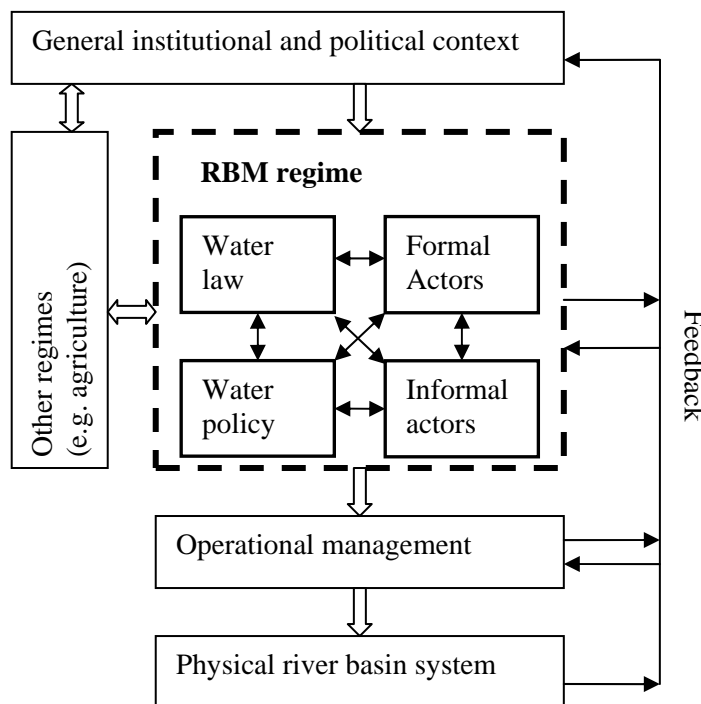 General institutional and political context
RBM regime
Water
law
Formal
Actors
Water
policy
Informal
actors
Other regimes
(e.g. agriculture)
Feedback
Operational management
Physical river basin system